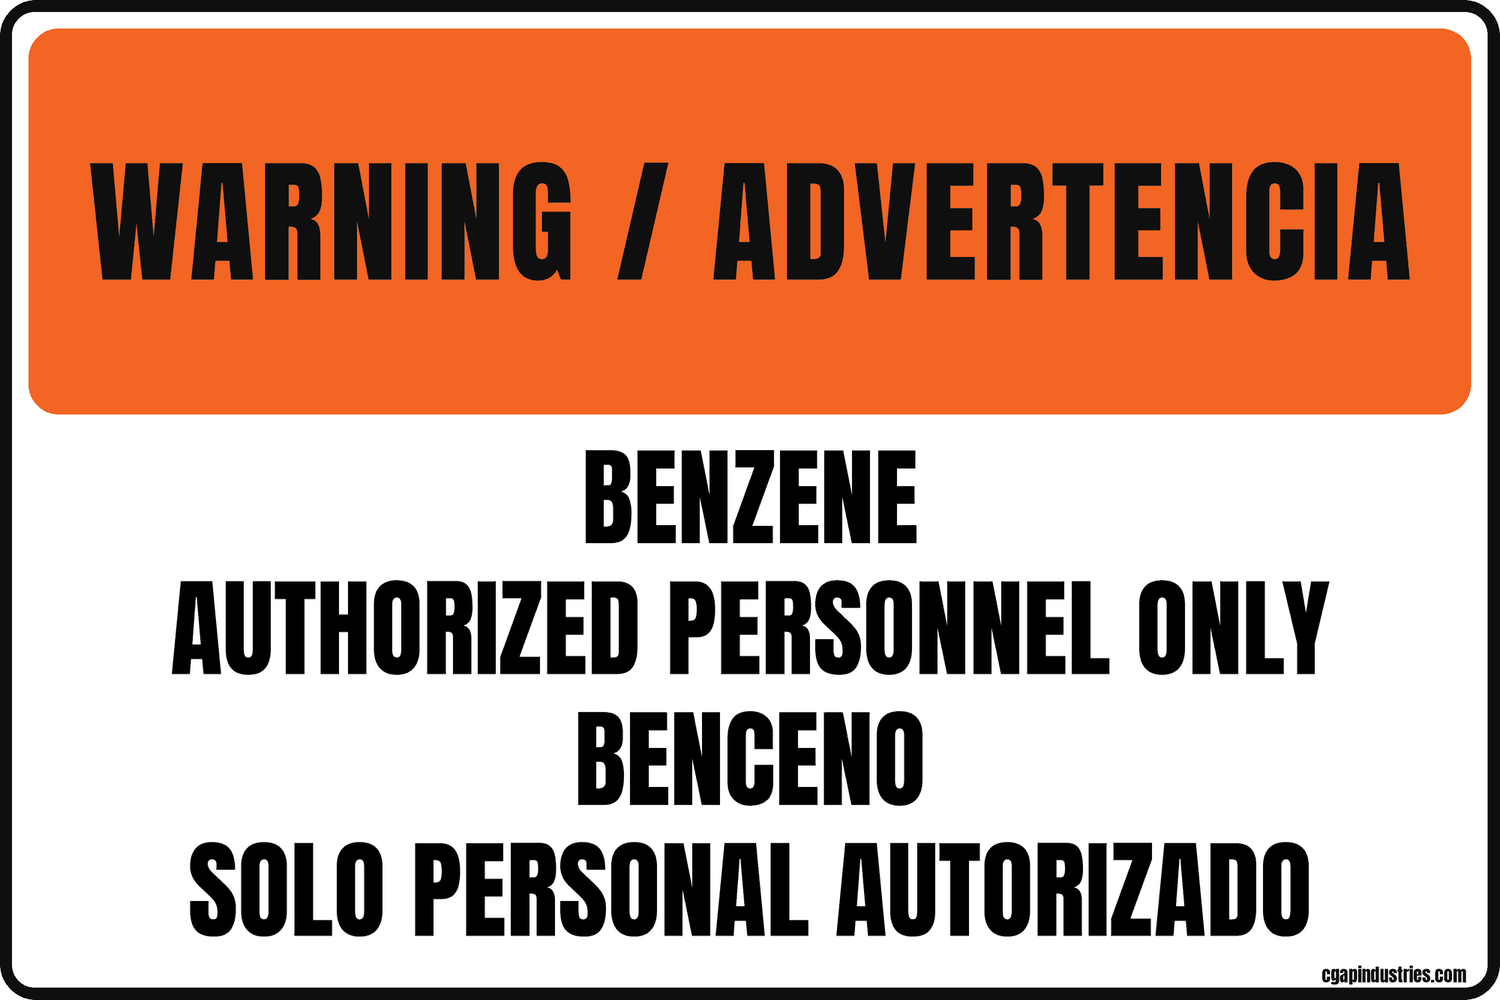 WARNING / ADVERTENCIA
BENZENE
AUTHORIZED PERSONNEL ONLY
BENCENO
SOLO PERSONAL AUTORIZADO
cgapindustries.com